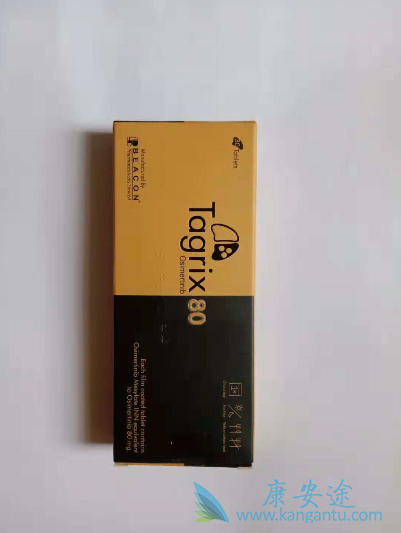 Tablets
Manufactured by
BEACON
Tagrix 80
Osimertinib
Each film coated tablet contains
Osimertinib Mesylate INN equivalent
to Osimertinib 80 mg.
康安途
www.kangantu.com